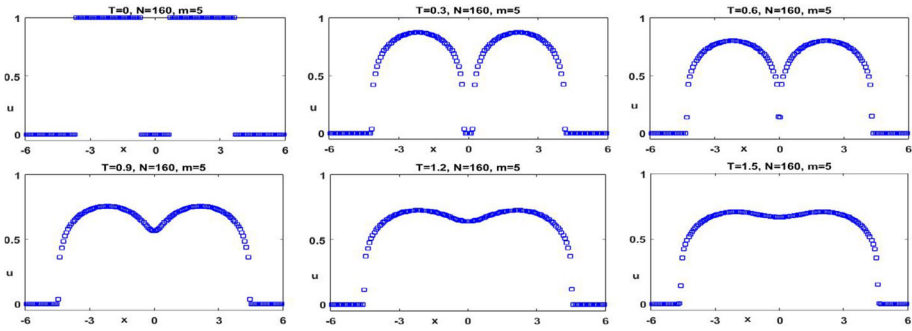 T=0, N=160, m=5
T=0.3, N=160, m=5
T=0.6, N=160, m=5
1
0.5
u
0
-6 -3 x 0 3 6
1
0.5
u
0
-6 -3 x 0 3 6
1
0.5
u
0
-6 -3 x 0 3 6
T=0.9, N=160, m=5
T=1.2, N=160, m=5
T=1.5, N=160, m=5
1
0.5
u
0
-6 -3 x 0 3 6
1
0.5
u
0
-6 -3 x 0 3 6
1
0.5
u
0
-6 -3 x 0 3 6